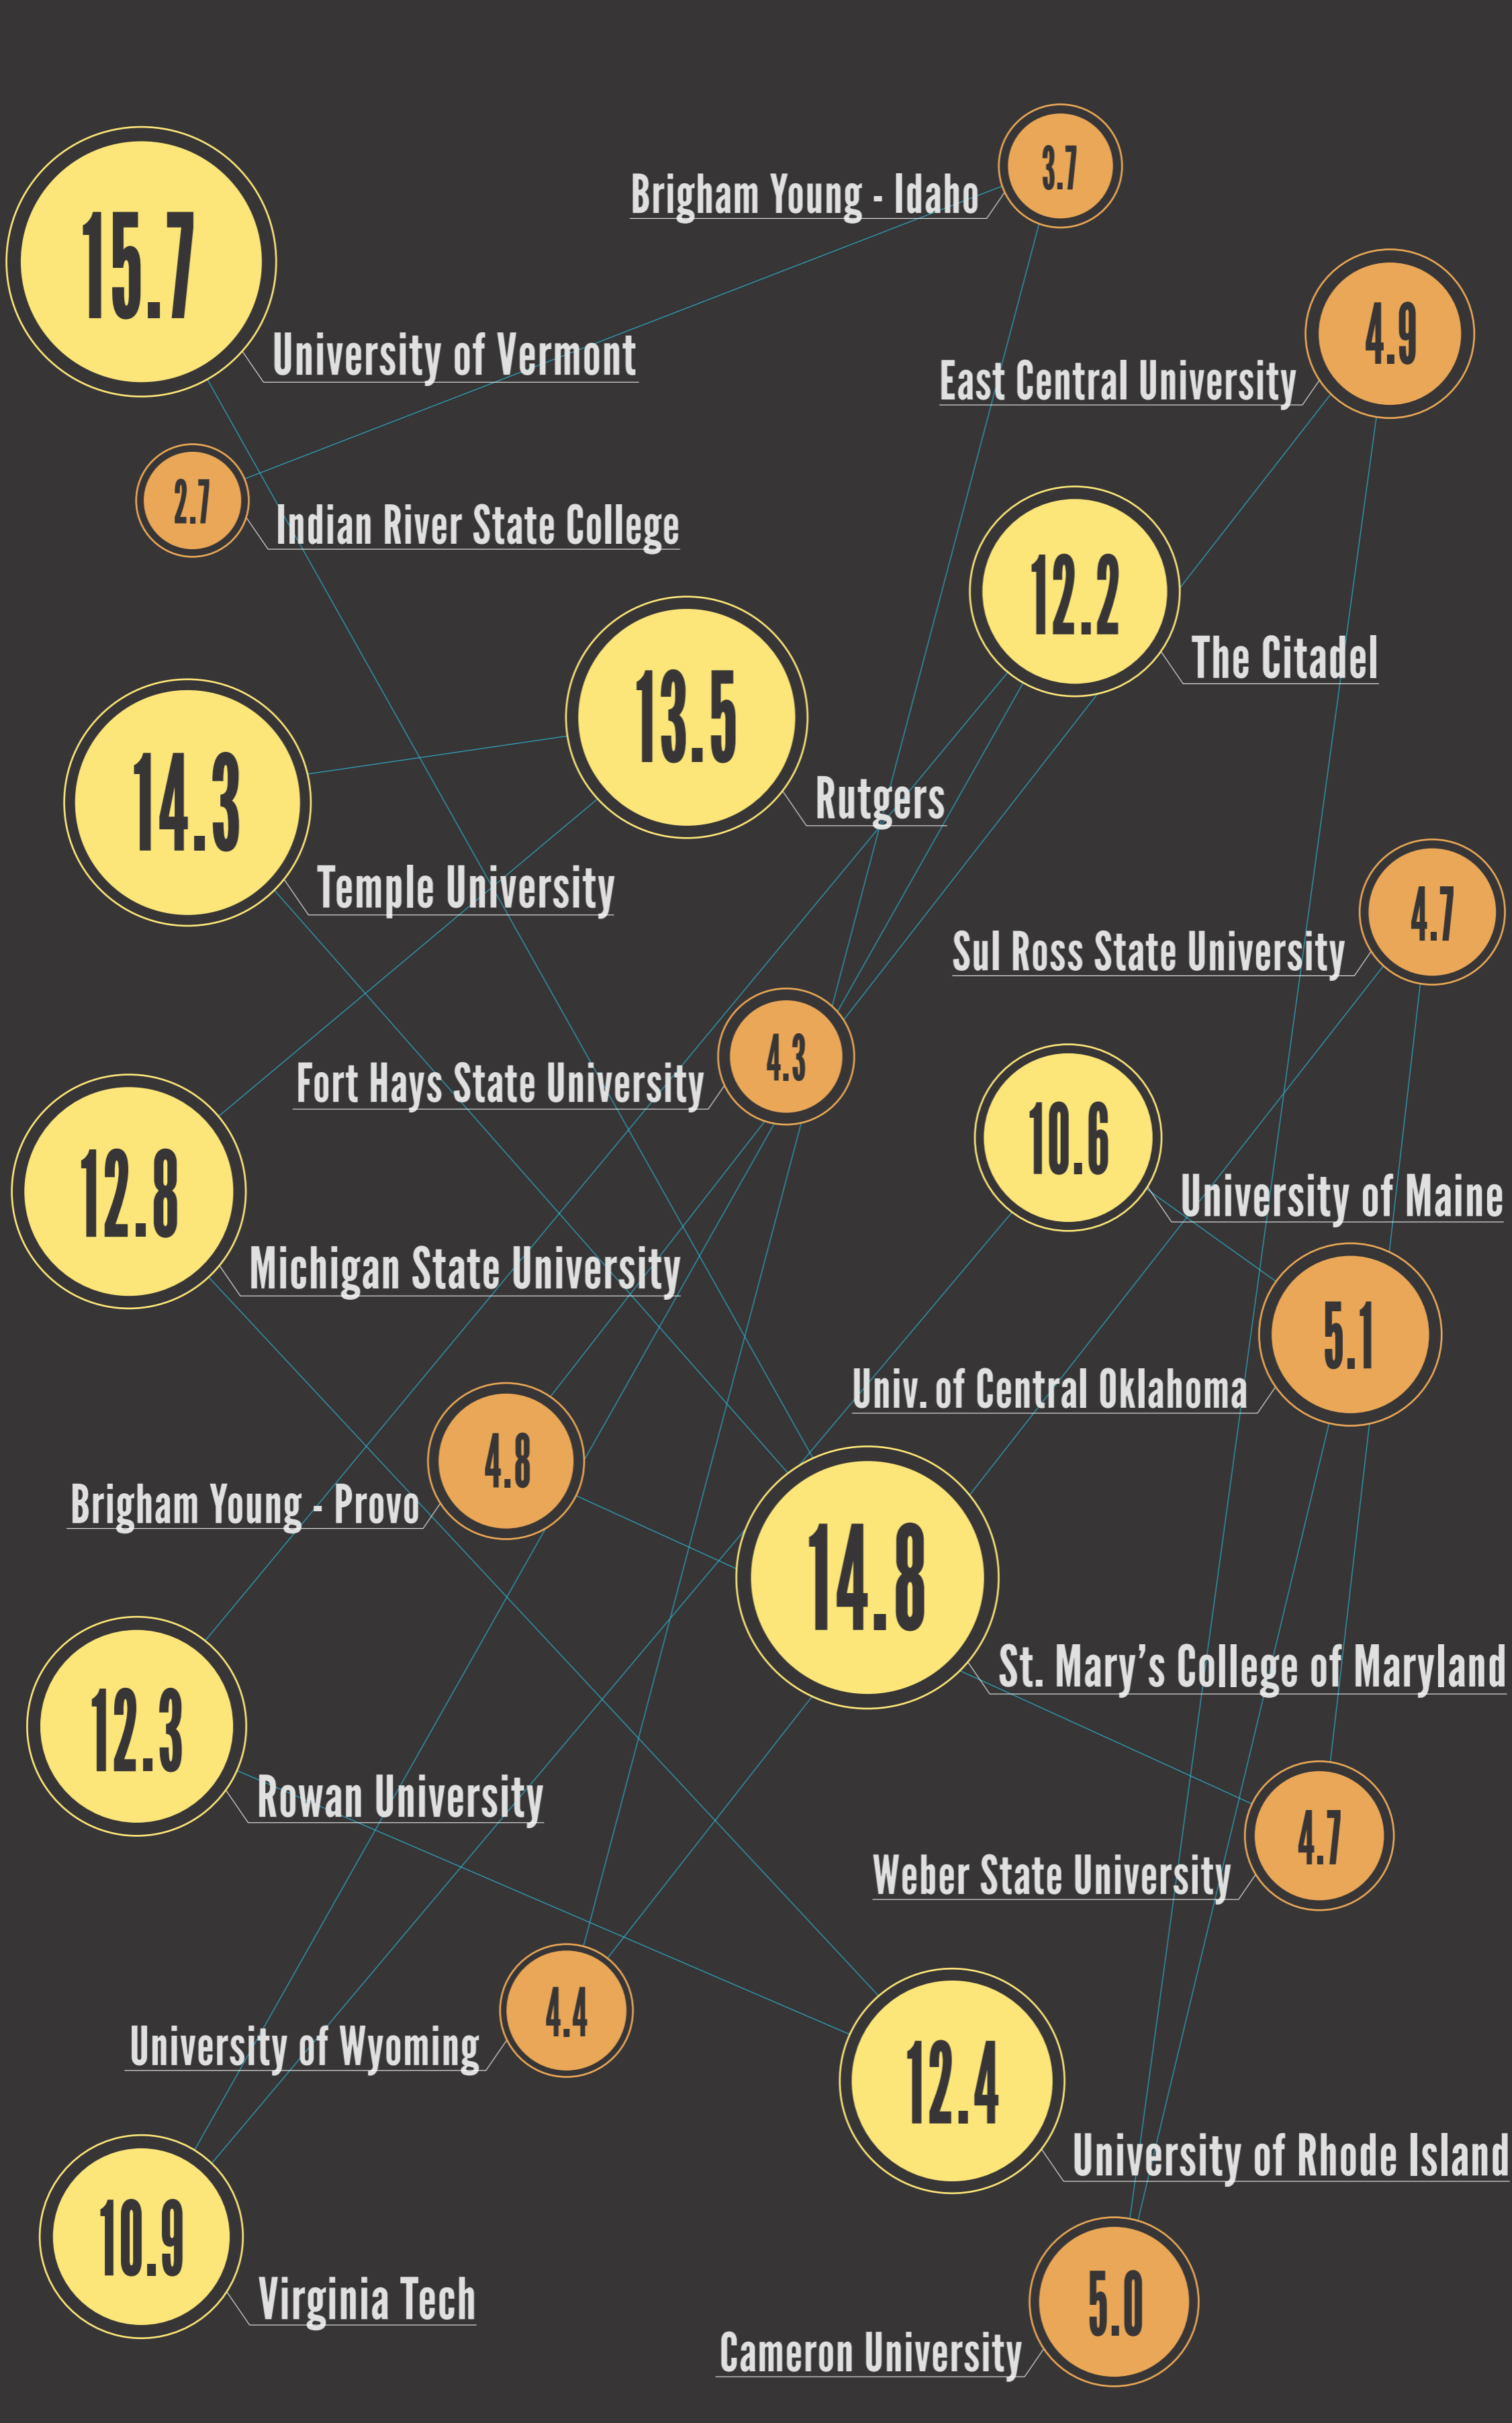 3.7
Brigham Young - Idaho
15.7
University of Vermont
4.9
East Central University
2.7
Indian River State College
12.2
The Citadel
13.5
Rutgers
14.3
Temple University
4.7
Sul Ross State University
4.3
Fort Hays State University
10.6
University of Maine
12.8
Michigan State University
5.1
Univ. of Central Oklahoma
4.8
Brigham Young - Provo
14.8
St. Mary’s College of Maryland
12.3
Rowan University
4.7
Weber State University
4.4
University of Wyoming
12.4
University of Rhode Island
10.9
Virginia Tech
5.0
Cameron University